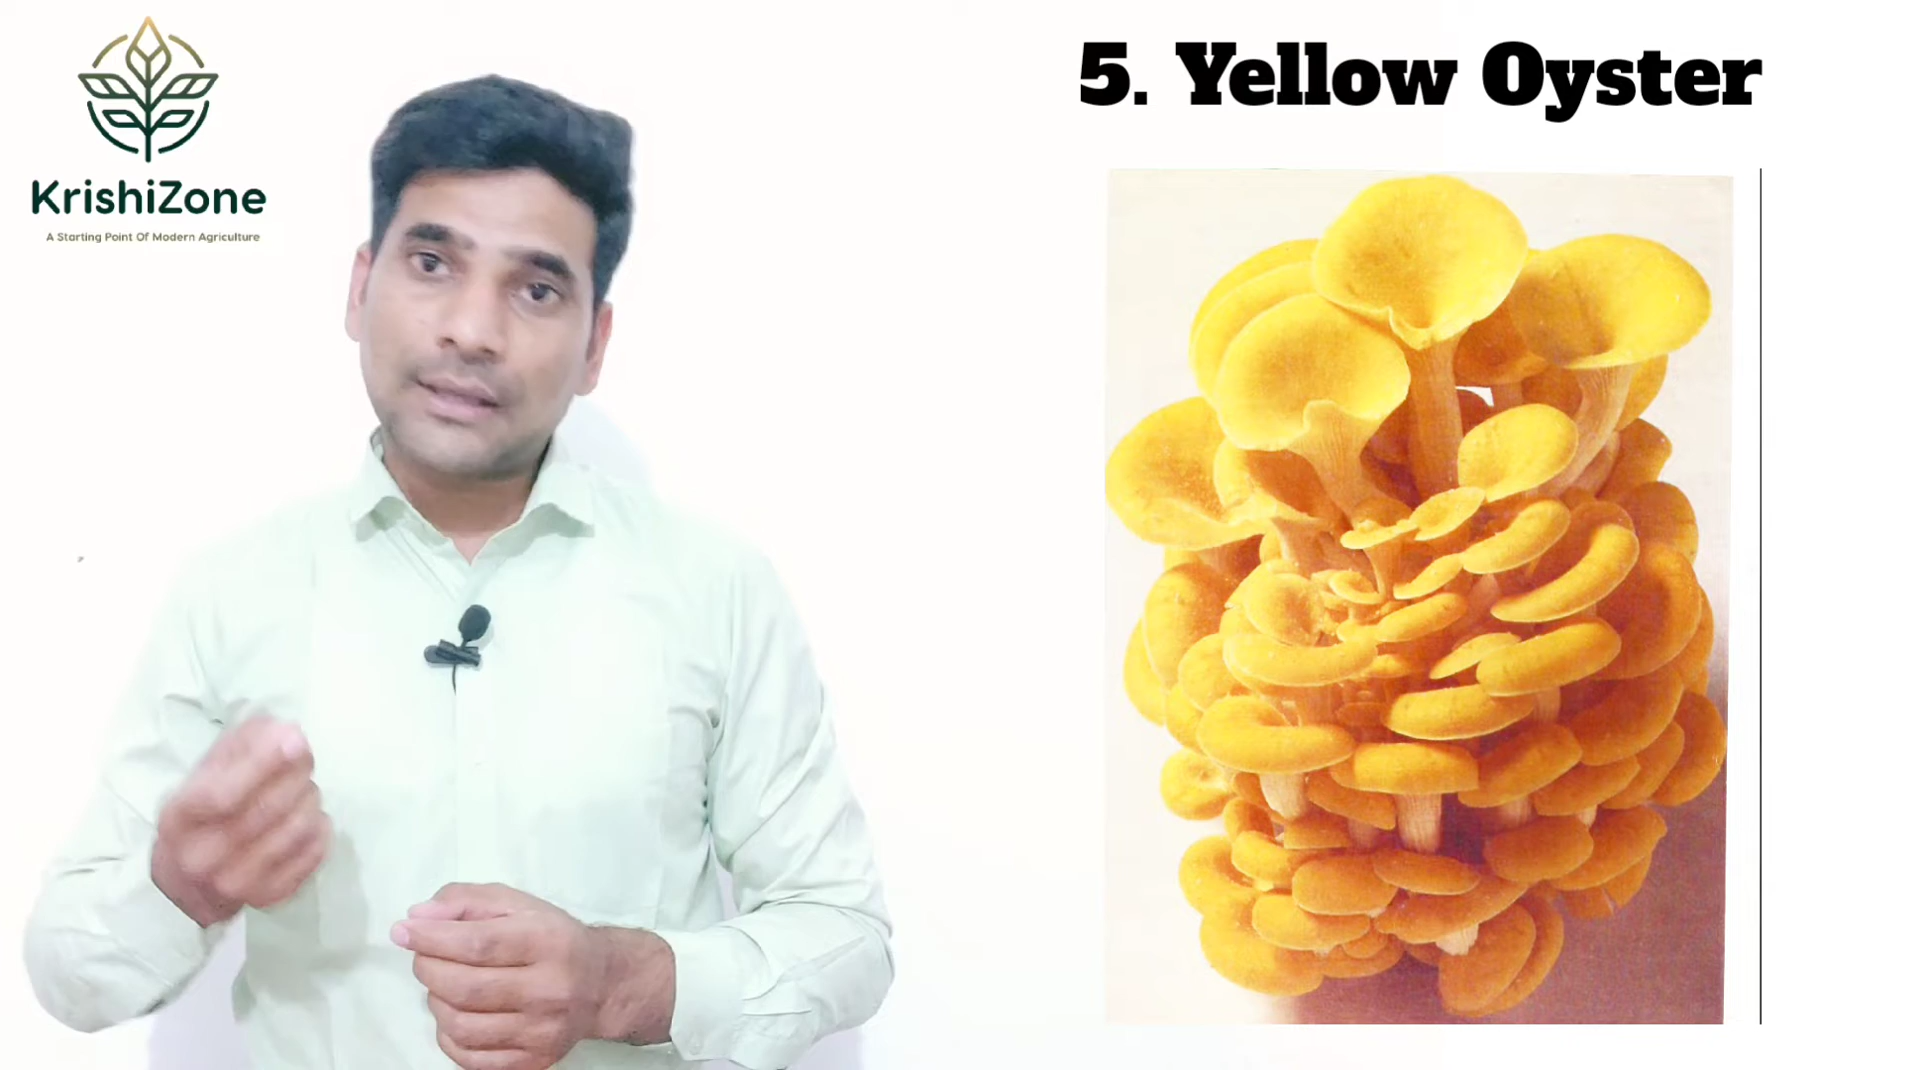 KrishiZone
A Starting Point Of Modern Agriculture
5. Yellow Oyster